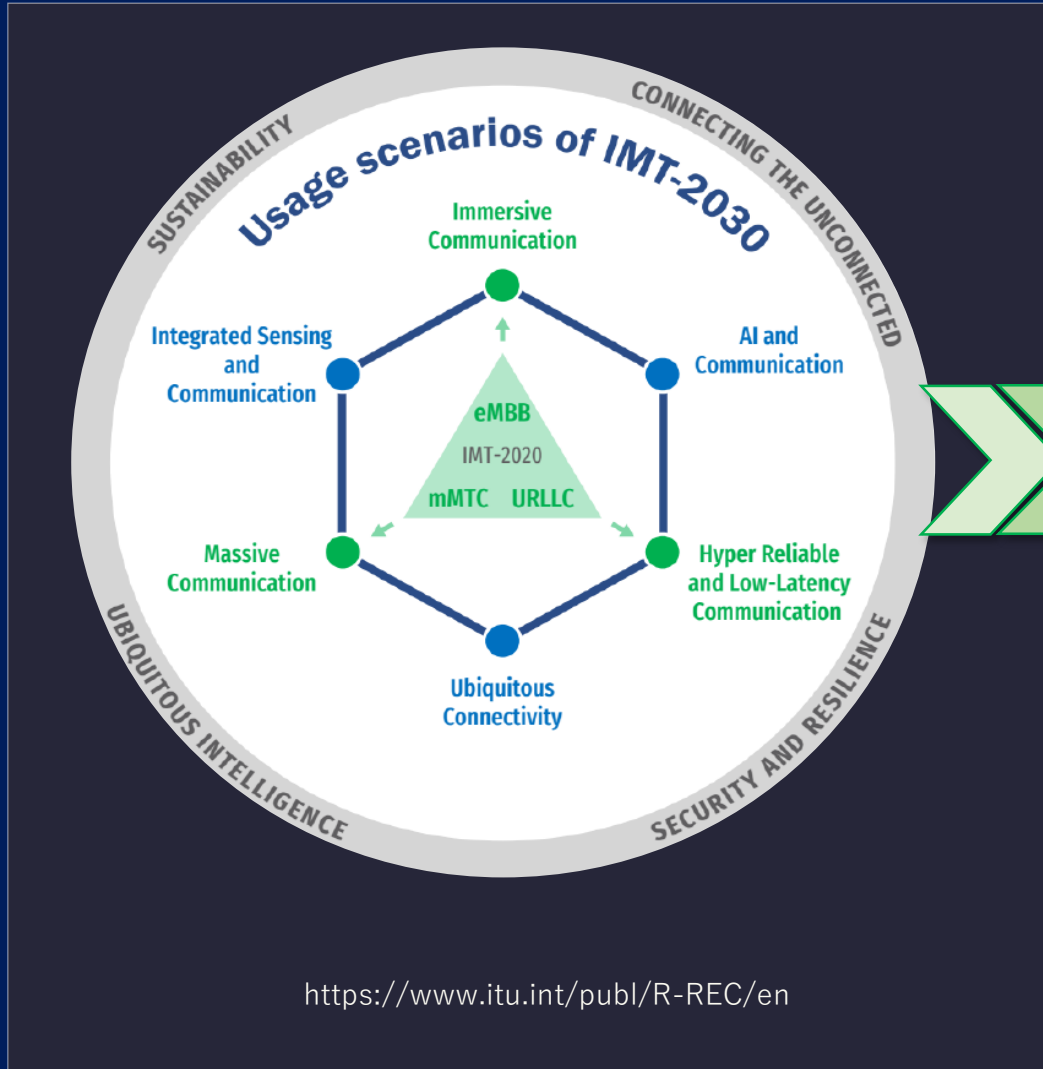 SUSTAINABILITY
CONNECTING THE UNCONNECTED
Usage scenarios of IMT-2030
Immersive
Communication
Integrated Sensing
and
Communication
AI and
Communication
eMBB
IMT-2020
mMTC URLLC
Massive
Communication
Hyper Reliable
and Low-Latency
Communication
Ubiquitous
Connectivity
UBIQUITOUS INTELLIGENCE
SECURITY AND RESILIENCE
https://www.itu.int/publ/R-REC/en